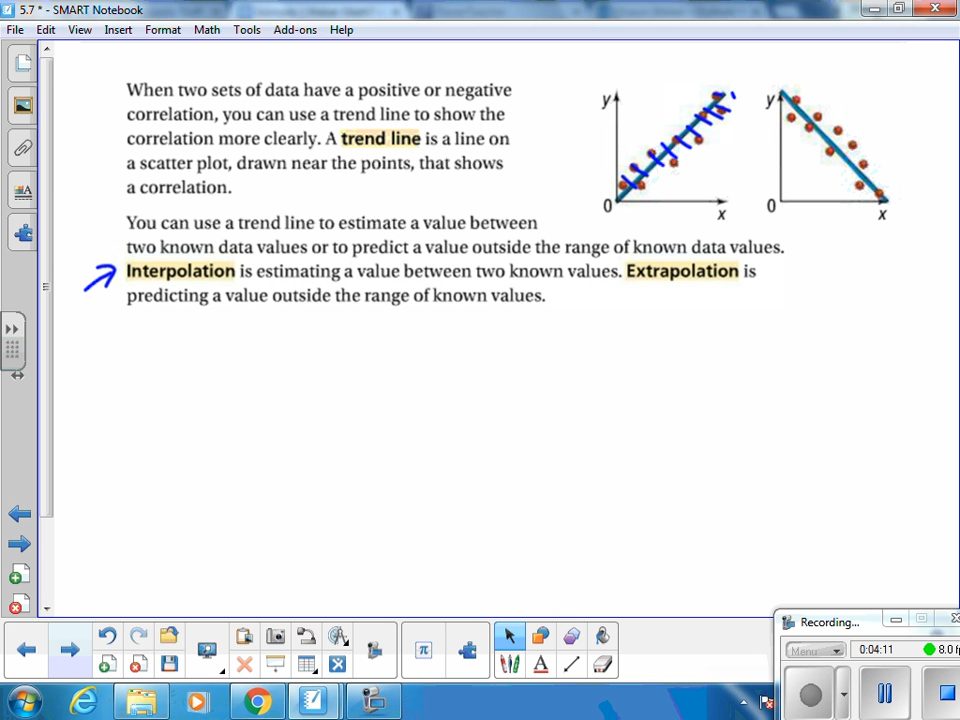 5.7 * - SMART Notebook
File Edit View Insert Format Math Tools Add-ons Help
When two sets of data have a positive or negative
correlation, you can use a trend line to show the
correlation more clearly. A trend line is a line on
a scatter plot, drawn near the points, that shows
a correlation.
y
0
x
y
0
x
You can use a trend line to estimate a value between
two known data values or to predict a value outside the range of known data values.
Interpolation is estimating a value between two known values. Extrapolation is
predicting a value outside the range of known values.
Recording...
Menu
0:04:11
8.0